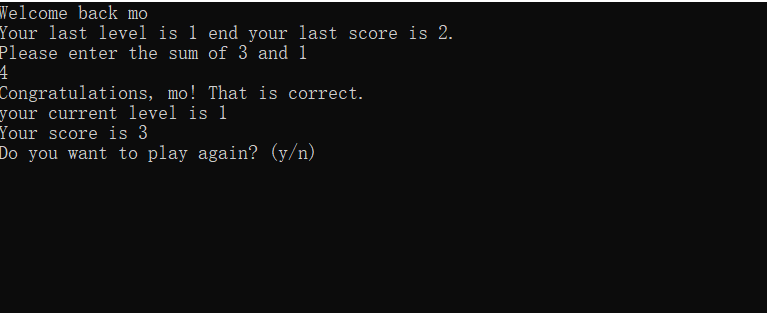 Welcome back mo
Your last level is 1 end your last score is 2.
Please enter the sum of 3 and 1
4
Congratulations, mo! That is correct.
your current level is 1
Your score is 3
Do you want to play again? (y/n)